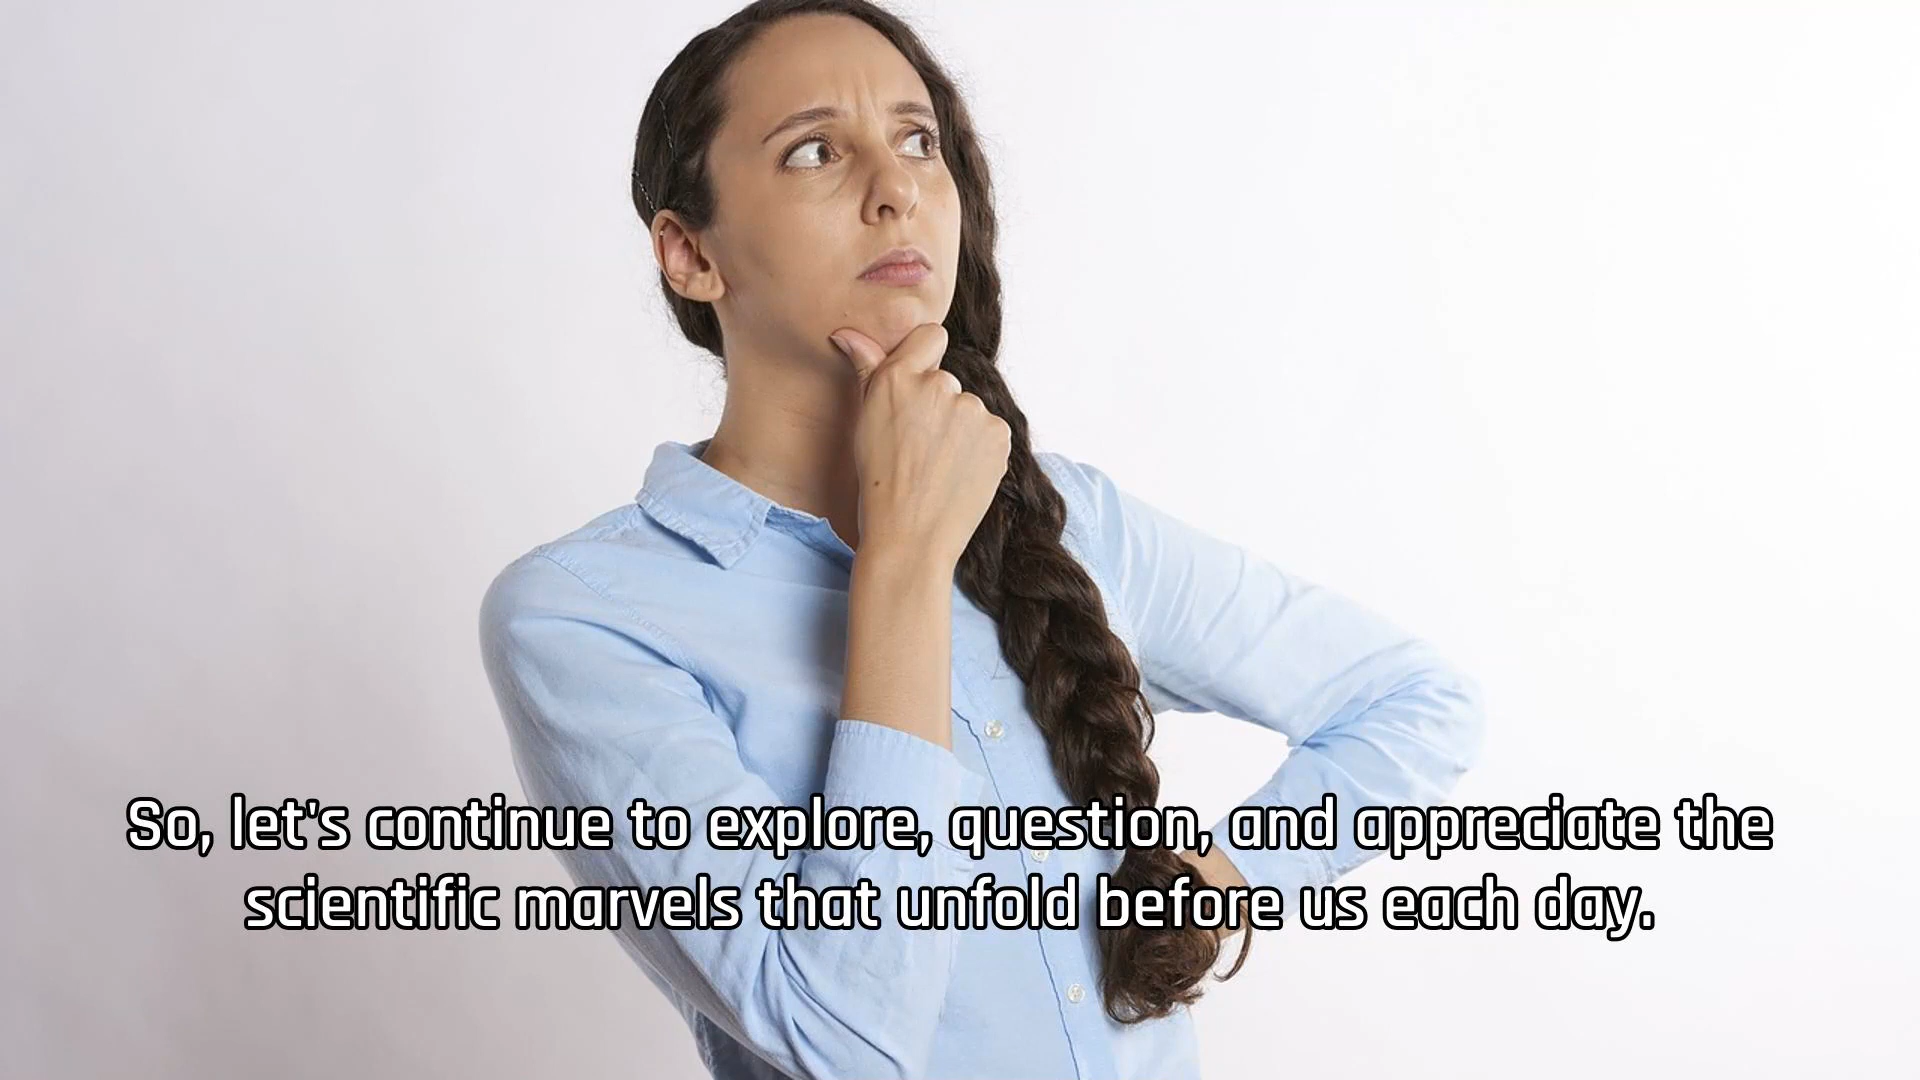 So, let's continue to explore, question, and appreciate the
scientific marvels that unfold before us each day.